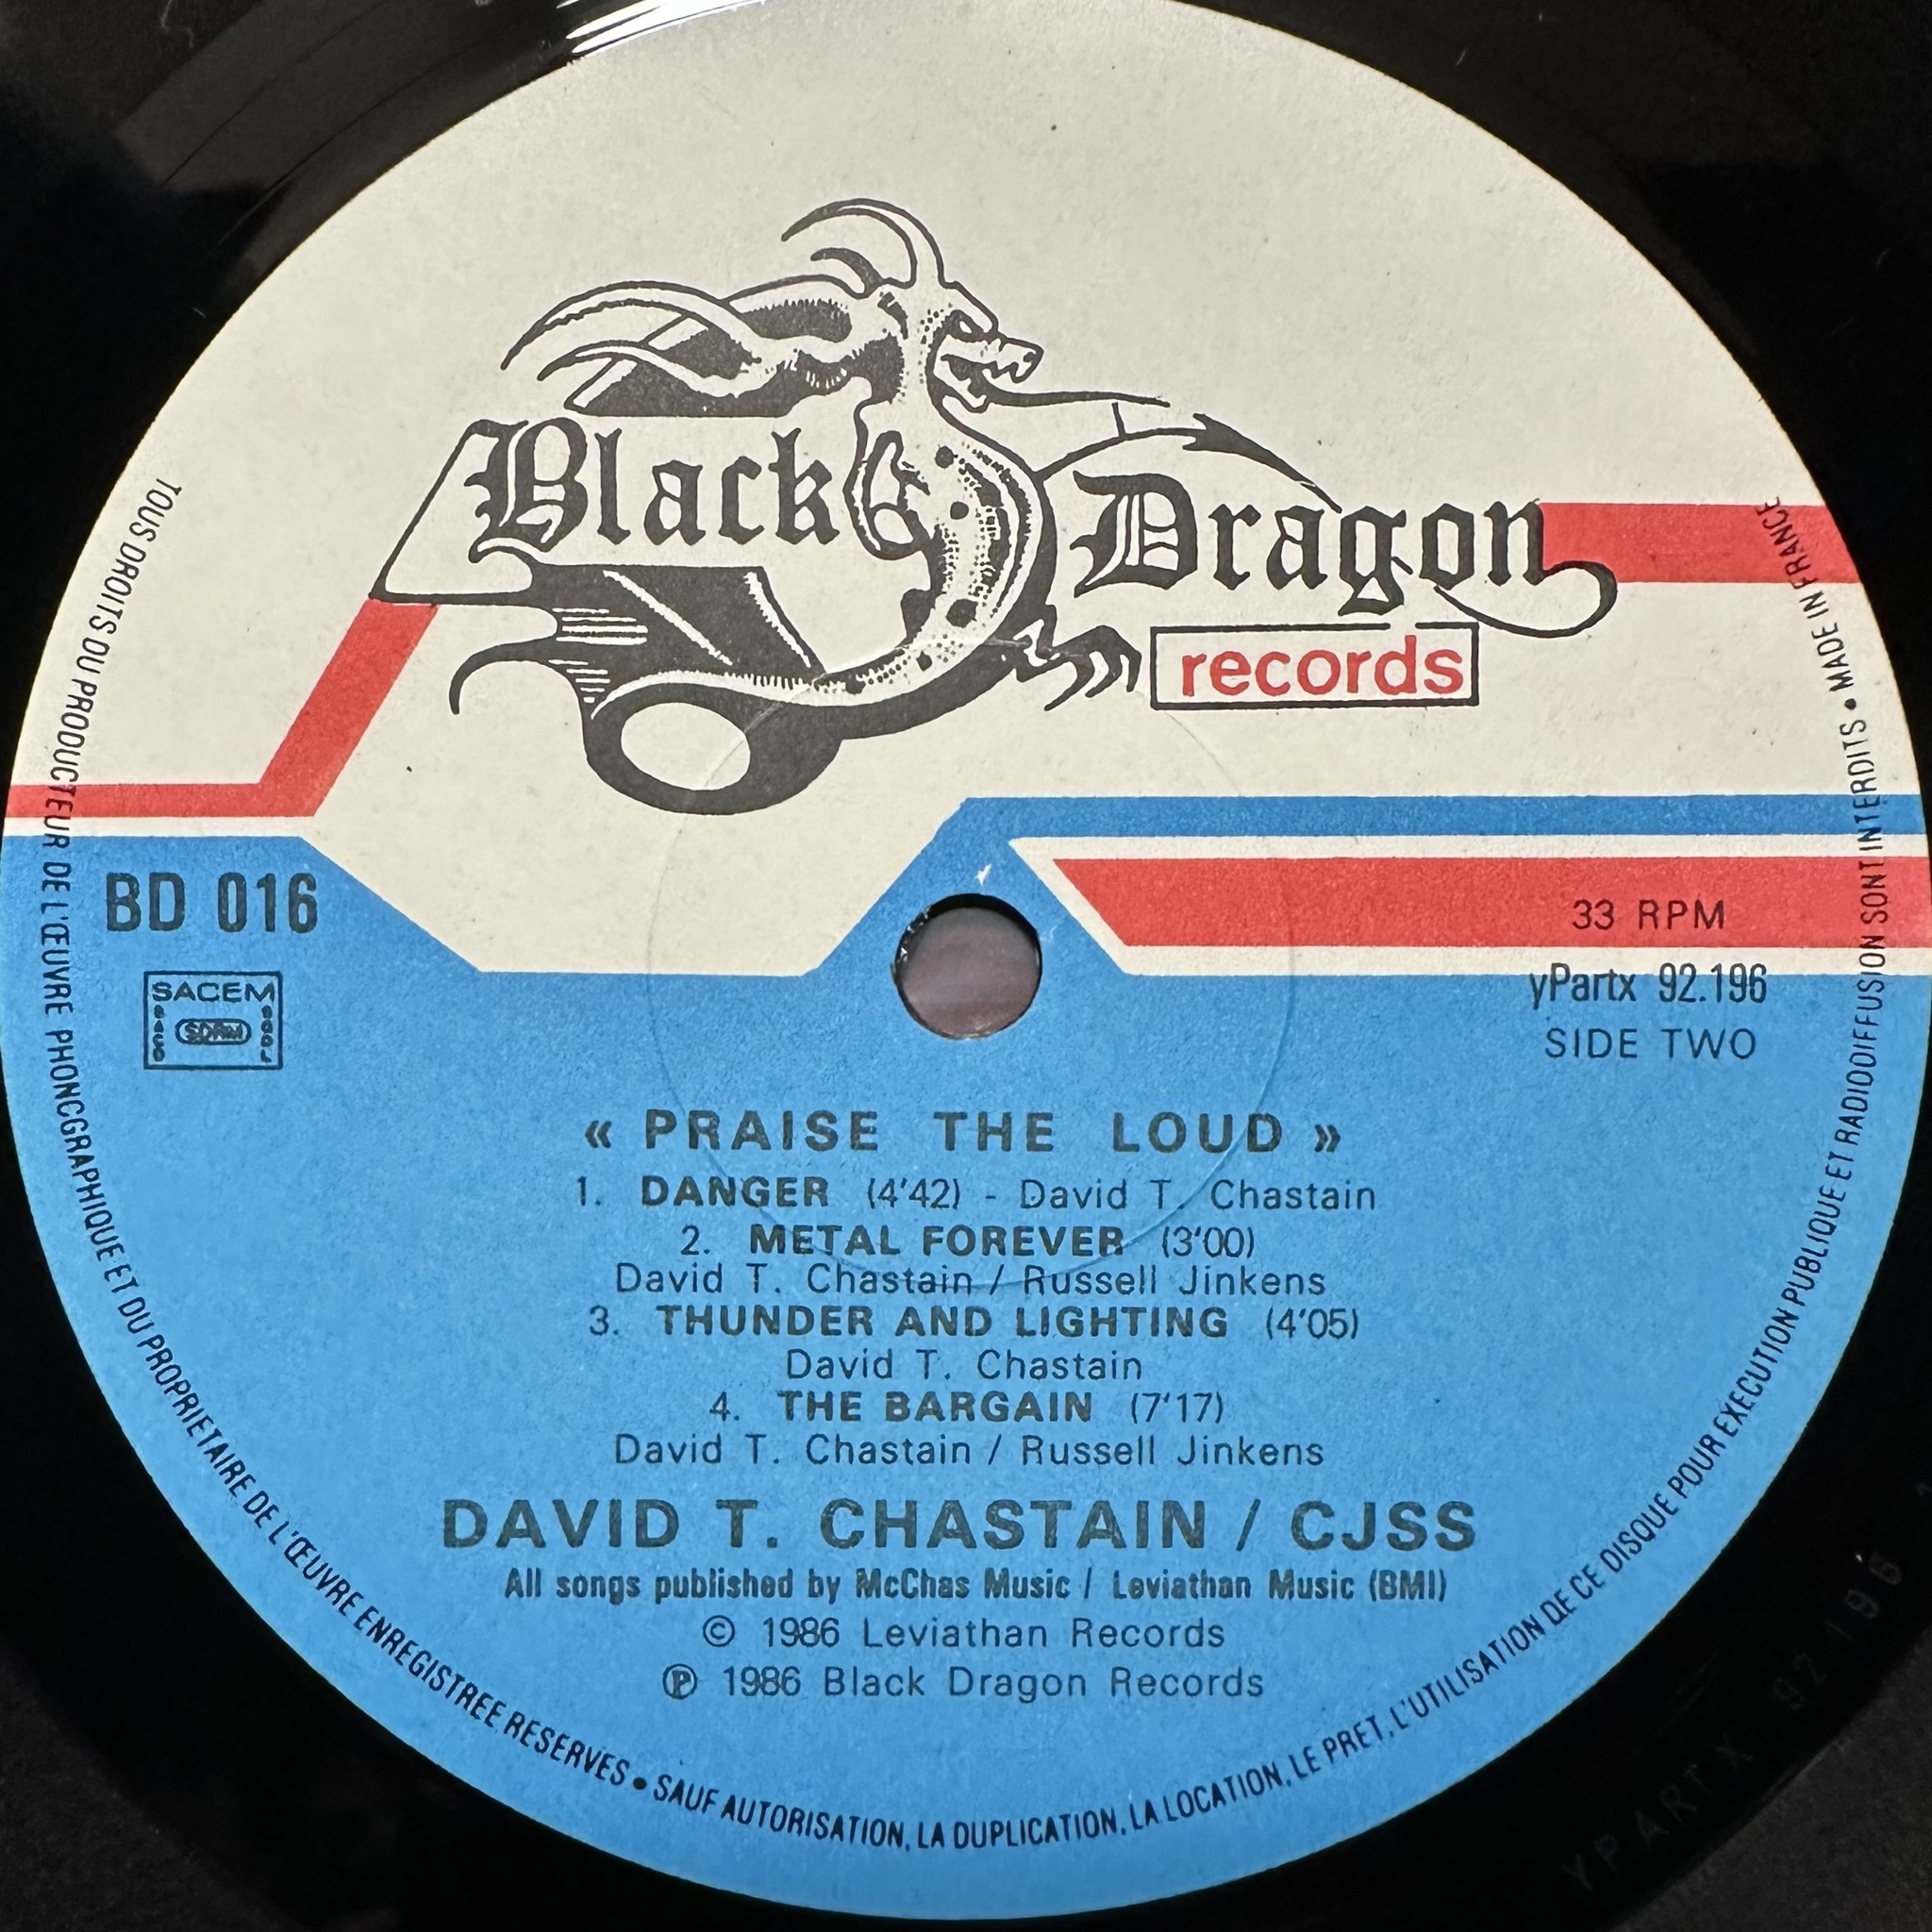 Black Dragon
records
BD 016
SACEM
SACD
SDRM
SGDL
33 RPM
yPartx 92.196
SIDE TWO
« PRAISE THE LOUD »
1. DANGER (4'42) - David T. Chastain
2. METAL FOREVER (3'00)
David T. Chastain / Russell Jinkens
3. THUNDER AND LIGHTING (4'05)
David T. Chastain
4. THE BARGAIN (7'17)
David T. Chastain / Russell Jinkens
DAVID T. CHASTAIN / CJSS
All songs published by McChas Music / Leviathan Music (BMI)
© 1986 Leviathan Records
℗ 1986 Black Dragon Records
TOUS DROITS DU PRODUCTEUR DE L'ŒUVRE PHONOGRAPHIQUE ET DU PROPRIETAIRE DE L'ŒUVRE ENREGISTREE RESERVES • SAUF AUTORISATION, LA DUPLICATION, LA LOCATION, LE PRET, L'UTILISATION DE CE DISQUE POUR EXECUTION PUBLIQUE ET RADIODIFFUSION SONT INTERDITS • MADE IN FRANCE
YPARTX 92196